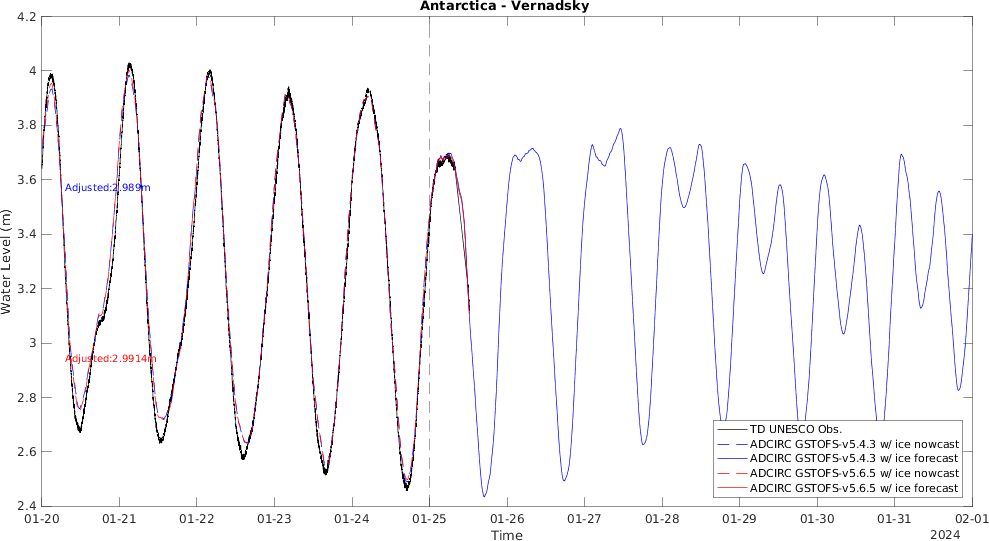 Antarctica - Vernadsky
4.2
4
3.8
3.6
3.4
3.2
3
2.8
2.6
2.4
Water Level (m)
Adjusted:2.989m
Adjusted:2.9914m
TD UNESCO Obs.
ADCIRC GSTOFS-v5.4.3 w/ ice nowcast
ADCIRC GSTOFS-v5.4.3 w/ ice forecast
ADCIRC GSTOFS-v5.6.5 w/ ice nowcast
ADCIRC GSTOFS-v5.6.5 w/ ice forecast
01-20 01-21 01-22 01-23 01-24 01-25 01-26 01-27 01-28 01-29 01-30 01-31 02-01
Time
2024